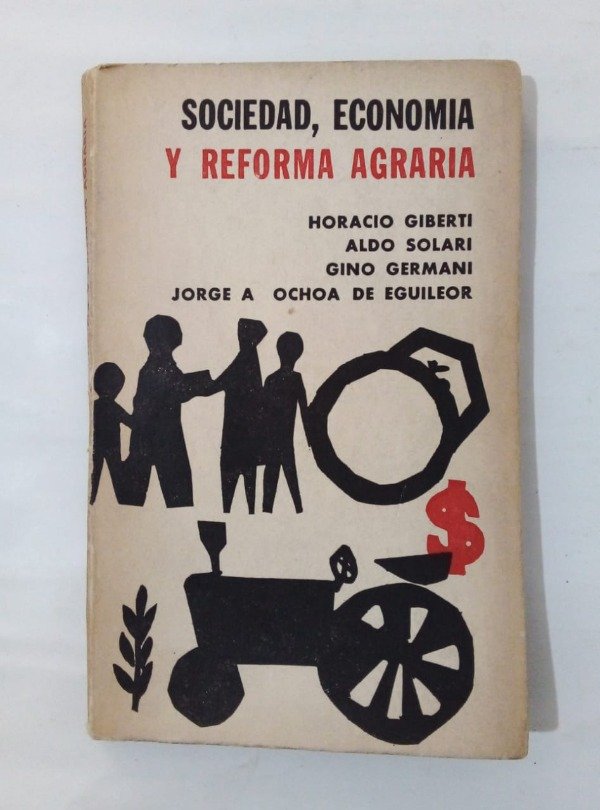 SOCIEDAD, ECONOMIA
Y REFORMA AGRARIA
HORACIO GIBERTI
ALDO SOLARI
GINO GERMANI
JORGE A OCHOA DE EGUILEOR
$